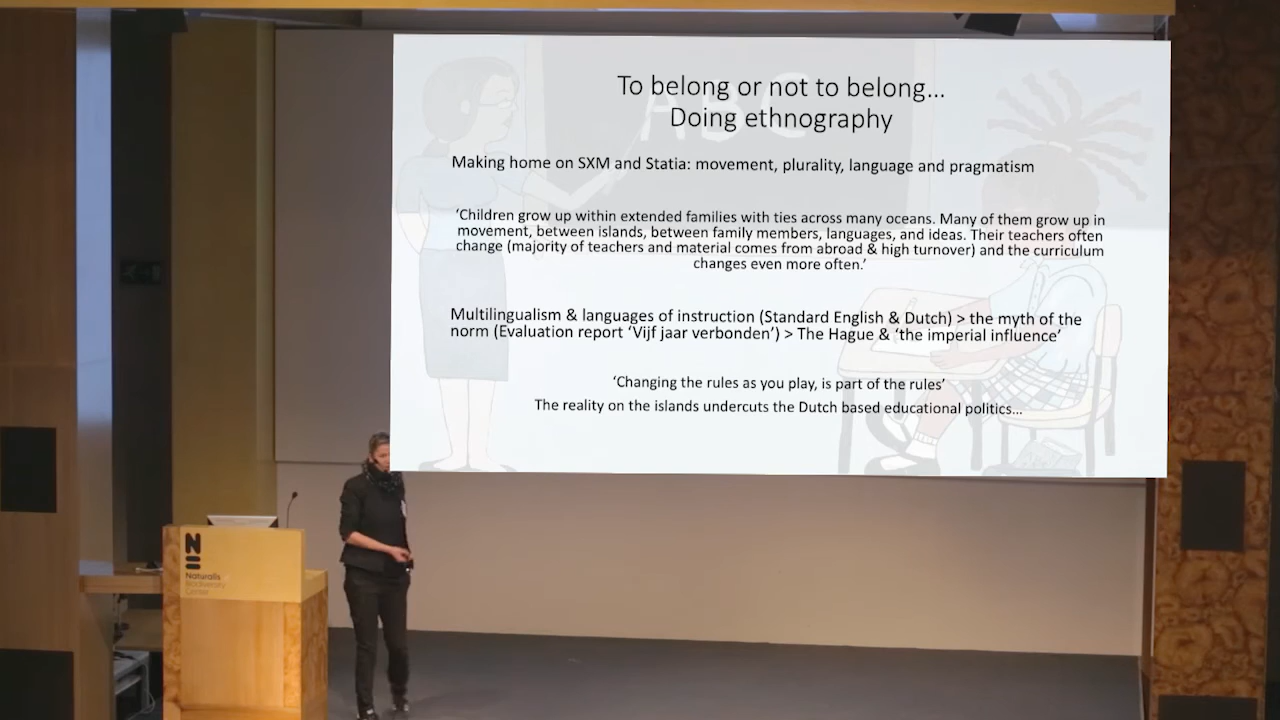 To belong or not to belong...
Doing ethnography
ABC
Making home on SXM and Statia: movement, plurality, language and pragmatism
‘Children grow up within extended families with ties across many oceans. Many of them grow up in
movement, between islands, between family members, languages, and ideas. Their teachers often
change (majority of teachers and material comes from abroad & high turnover) and the curriculum
changes even more often.’
Multilingualism & languages of instruction (Standard English & Dutch) > the myth of the
norm (Evaluation report ‘Vijf jaar verbonden’) > The Hague & ‘the imperial influence’
‘Changing the rules as you play, is part of the rules’
The reality on the islands undercuts the Dutch based educational politics...
N
Naturalis
Biodiversity
Center